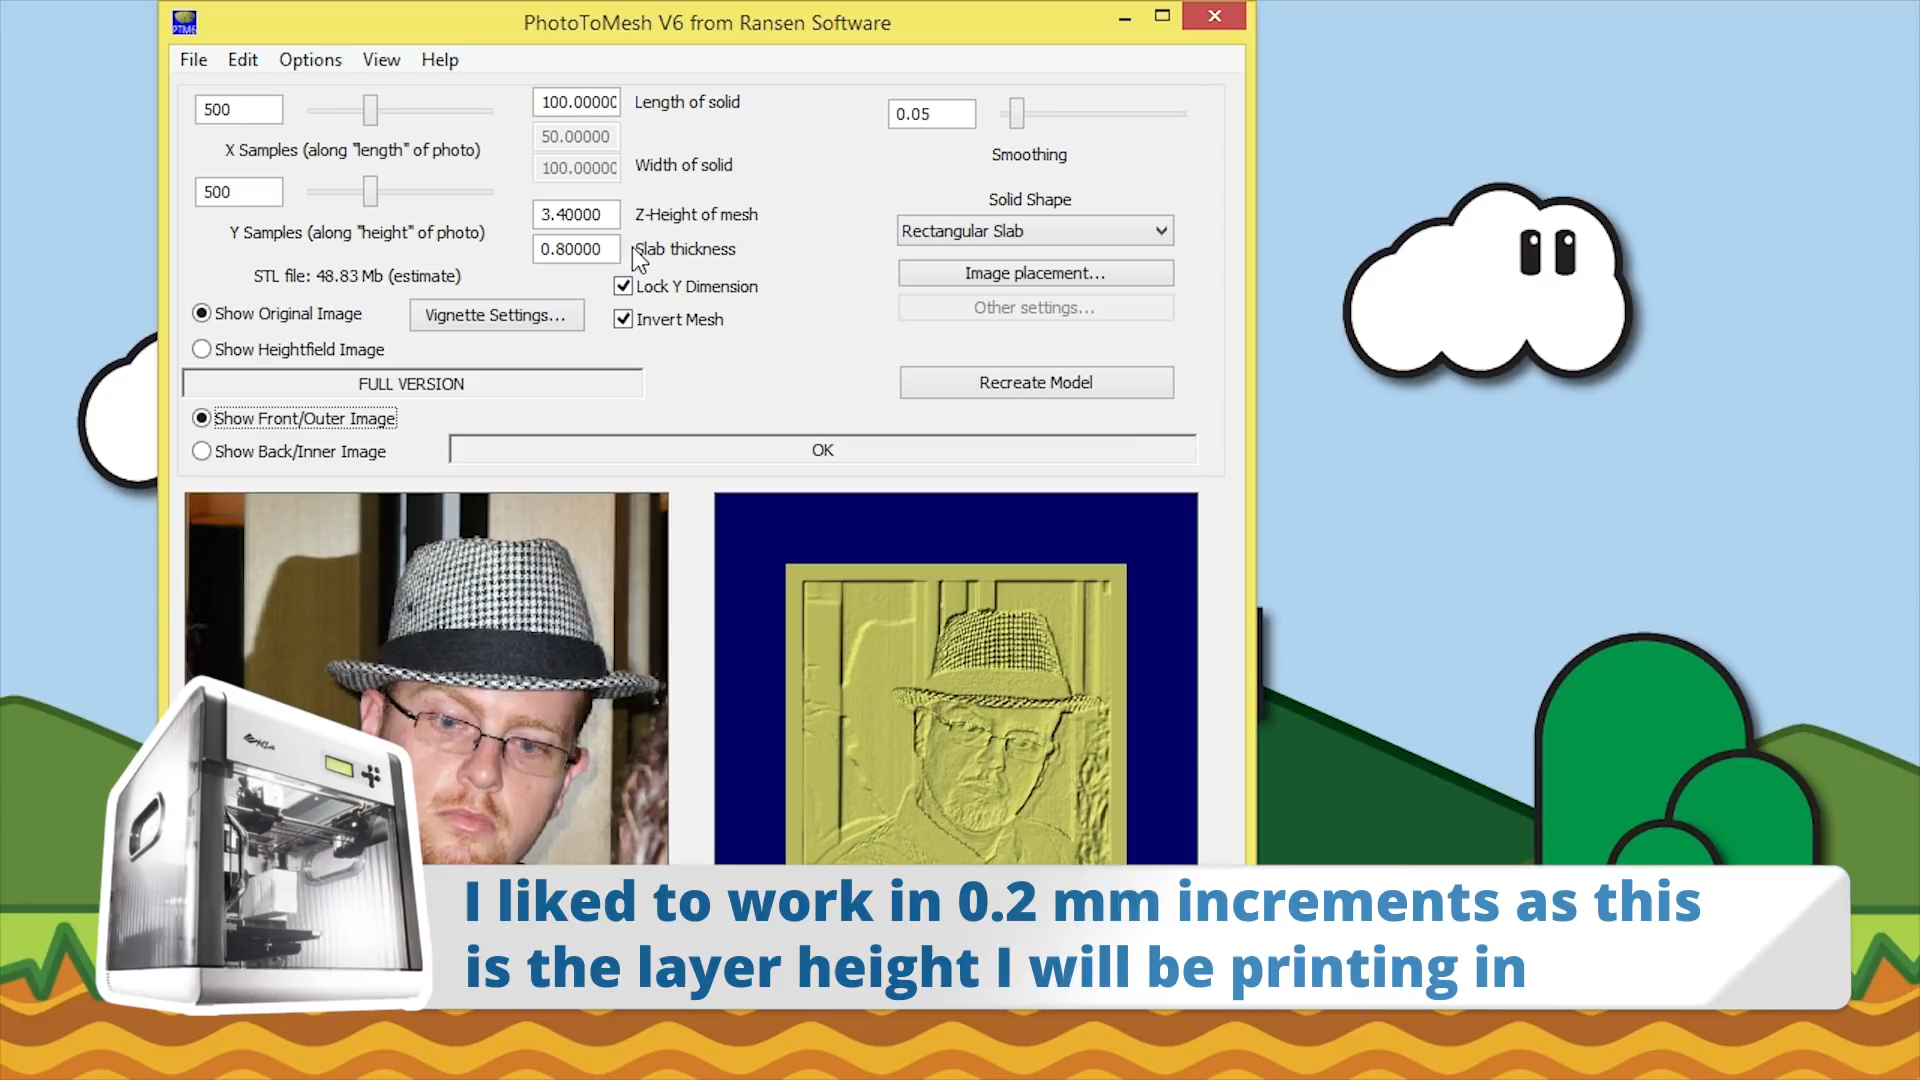 PTM6
PhotoToMesh V6 from Ransen Software
File Edit Options View Help
500
X Samples (along "length" of photo)
500
Y Samples (along "height" of photo)
STL file: 48.83 Mb (estimate)
100.0000C Length of solid
50.00000
100.0000C Width of solid
3.40000 Z-Height of mesh
0.80000 Slab thickness
Lock Y Dimension
Invert Mesh
0.05
Smoothing
Solid Shape
Rectangular Slab
Image placement...
Other settings...
Show Original Image
Vignette Settings...
Show Heightfield Image
FULL VERSION
Recreate Model
Show Front/Outer Image
Show Back/Inner Image
OK
I liked to work in 0.2 mm increments as this
is the layer height I will be printing in